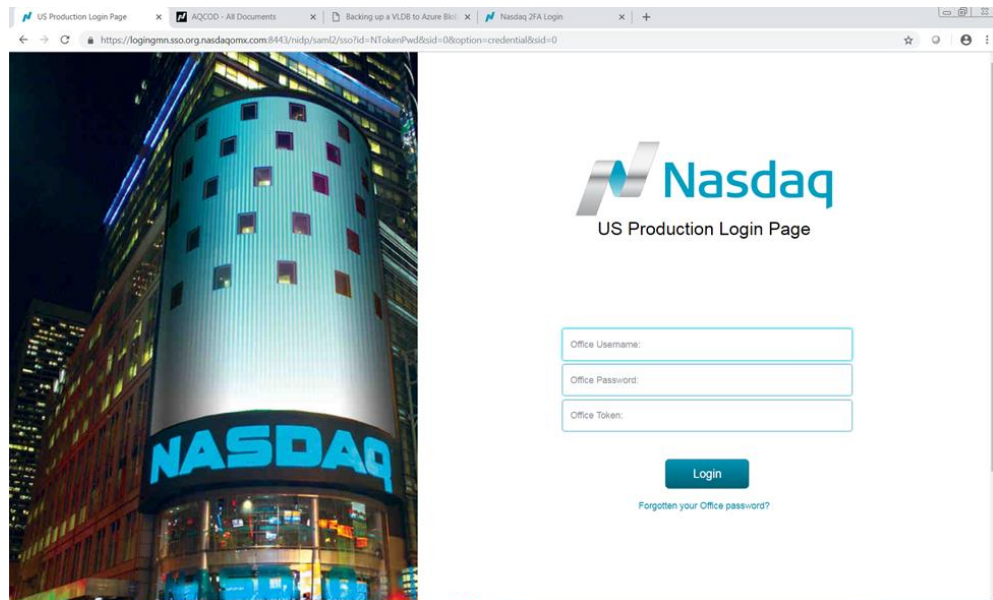 US Production Login Page
AQCOD - All Documents
Backing up a VLDB to Azure Blob
Nasdaq 2FA Login
https://logingmn.sso.org.nasdaqomx.com:8443/nidp/saml2/sso?id=NTokenPwd&sid=0&option=credential&sid=0
Nasdaq
US Production Login Page
Office Username:
Office Password:
Office Token:
Login
Forgotten your Office password?
NASDAQ